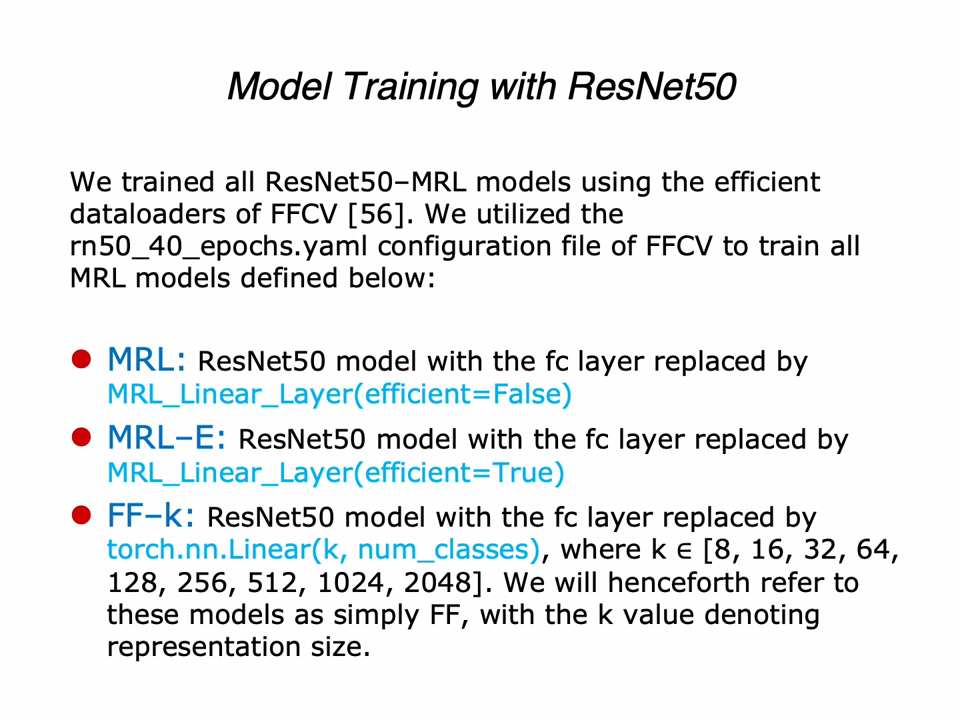 Model Training with ResNet50
We trained all ResNet50–MRL models using the efficient
dataloaders of FFCV [56]. We utilized the
rn50_40_epochs.yaml configuration file of FFCV to train all
MRL models defined below:
● MRL: ResNet50 model with the fc layer replaced by
MRL_Linear_Layer(efficient=False)
● MRL–E: ResNet50 model with the fc layer replaced by
MRL_Linear_Layer(efficient=True)
● FF–k: ResNet50 model with the fc layer replaced by
torch.nn.Linear(k, num_classes), where k ∈ [8, 16, 32, 64,
128, 256, 512, 1024, 2048]. We will henceforth refer to
these models as simply FF, with the k value denoting
representation size.